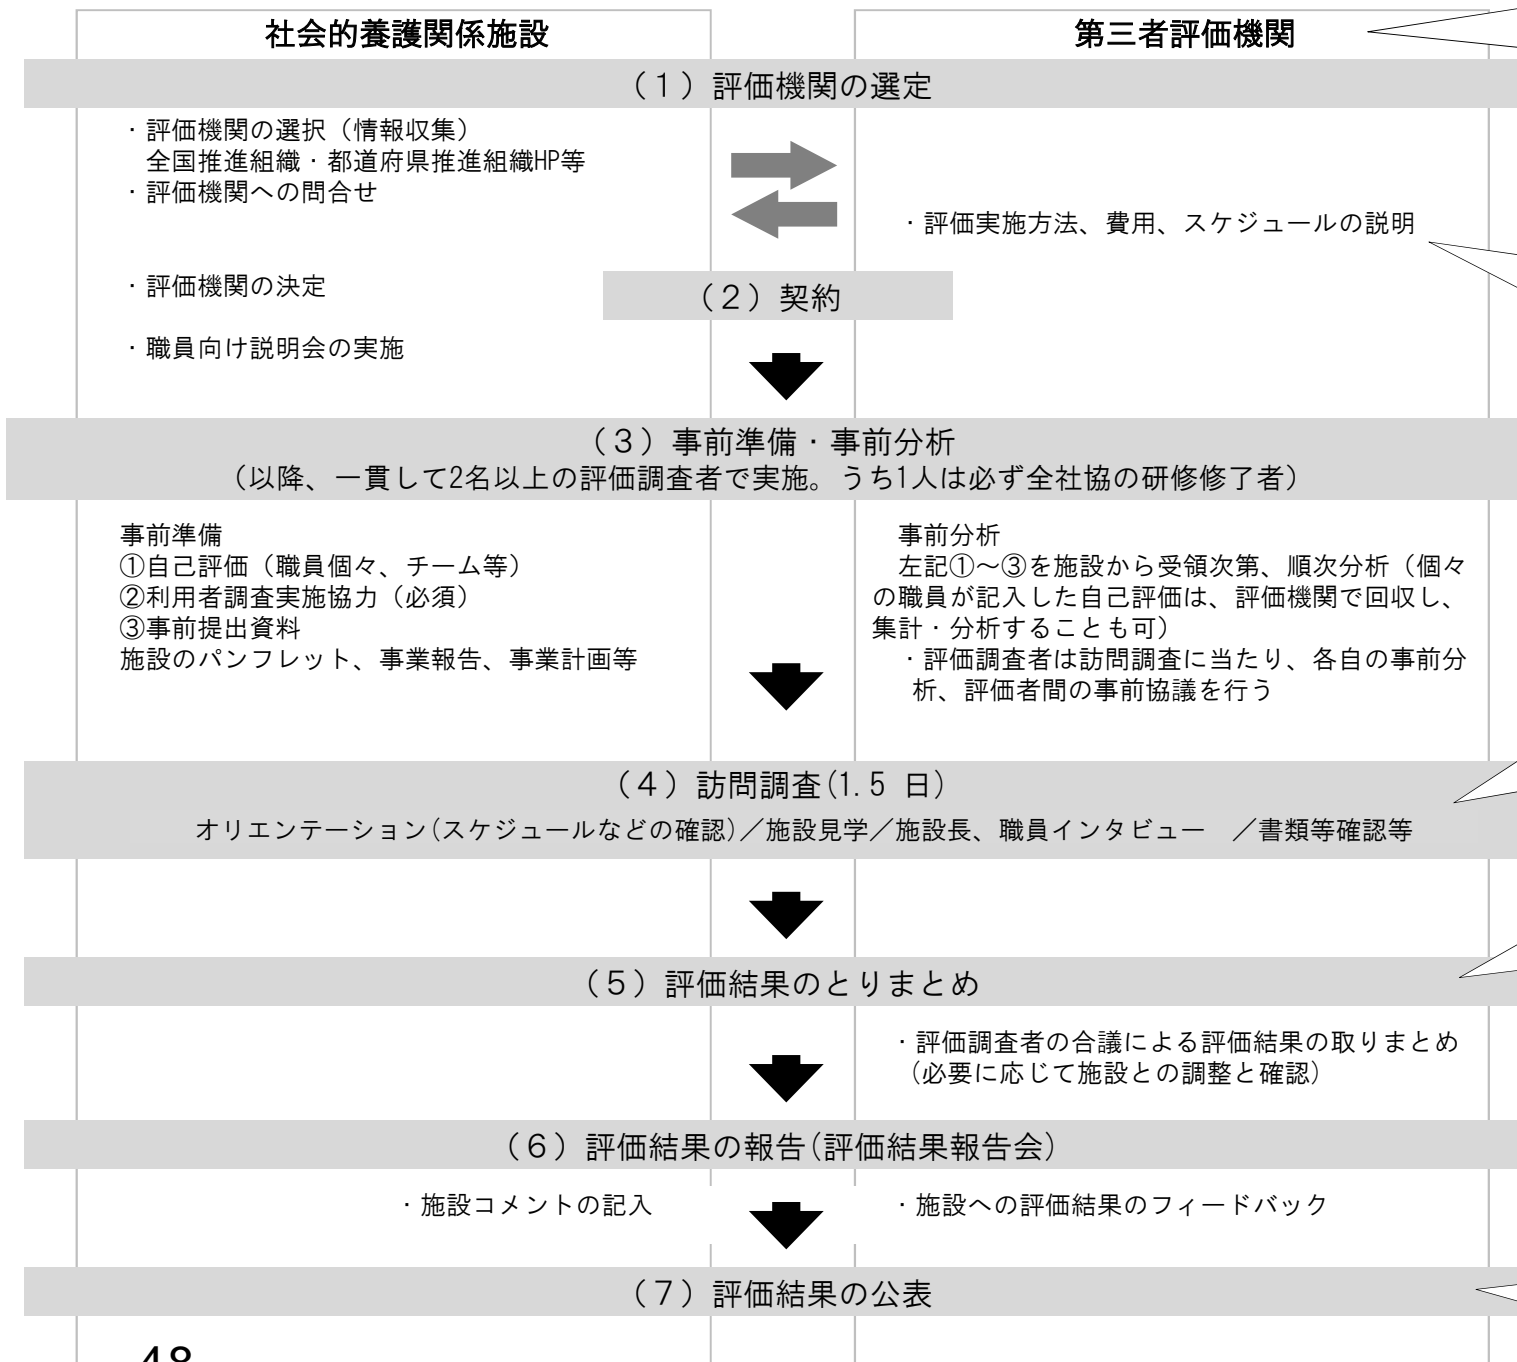 社会的養護関係施設
第三者評価機関
（１）評価機関の選定
・評価機関の選択（情報収集）
全国推進組織・都道府県推進組織HP等
・評価機関への問合せ
・評価実施方法、費用、スケジュールの説明
・評価機関の決定
（２）契約
・職員向け説明会の実施
（３）事前準備・事前分析
（以降、一貫して2名以上の評価調査者で実施。うち1人は必ず全社協の研修修了者）
事前準備
①自己評価（職員個々、チーム等）
②利用者調査実施協力（必須）
③事前提出資料
施設のパンフレット、事業報告、事業計画等
事前分析
左記①～③を施設から受領次第、順次分析（個々
の職員が記入した自己評価は、評価機関で回収し、
集計・分析することも可）
・評価調査者は訪問調査に当たり、各自の事前分
析、評価者間の事前協議を行う
（４）訪問調査(1.5 日)
オリエンテーション(スケジュールなどの確認)／施設見学／施設長、職員インタビュー　／書類等確認等
（５）評価結果のとりまとめ
・評価調査者の合議による評価結果の取りまとめ
(必要に応じて施設との調整と確認)
（６）評価結果の報告(評価結果報告会)
・施設コメントの記入
・施設への評価結果のフィードバック
（７）評価結果の公表
48